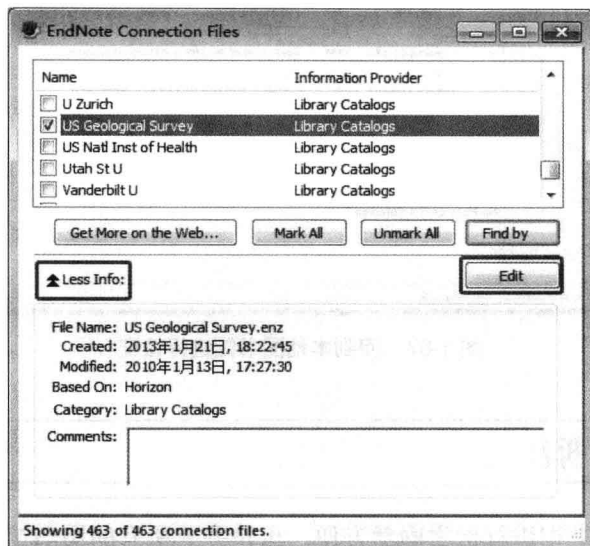 EndNote Connection Files
Name Information Provider
U Zurich Library Catalogs
US Geological Survey Library Catalogs
US Natl Inst of Health Library Catalogs
Utah St U Library Catalogs
Vanderbilt U Library Catalogs
Get More on the Web... Mark All Unmark All Find by
Less Info: Edit
File Name: US Geological Survey.enz
Created: 2013年1月21日, 18:22:45
Modified: 2010年1月13日, 17:27:30
Based On: Horizon
Category: Library Catalogs
Comments:
Showing 463 of 463 connection files.